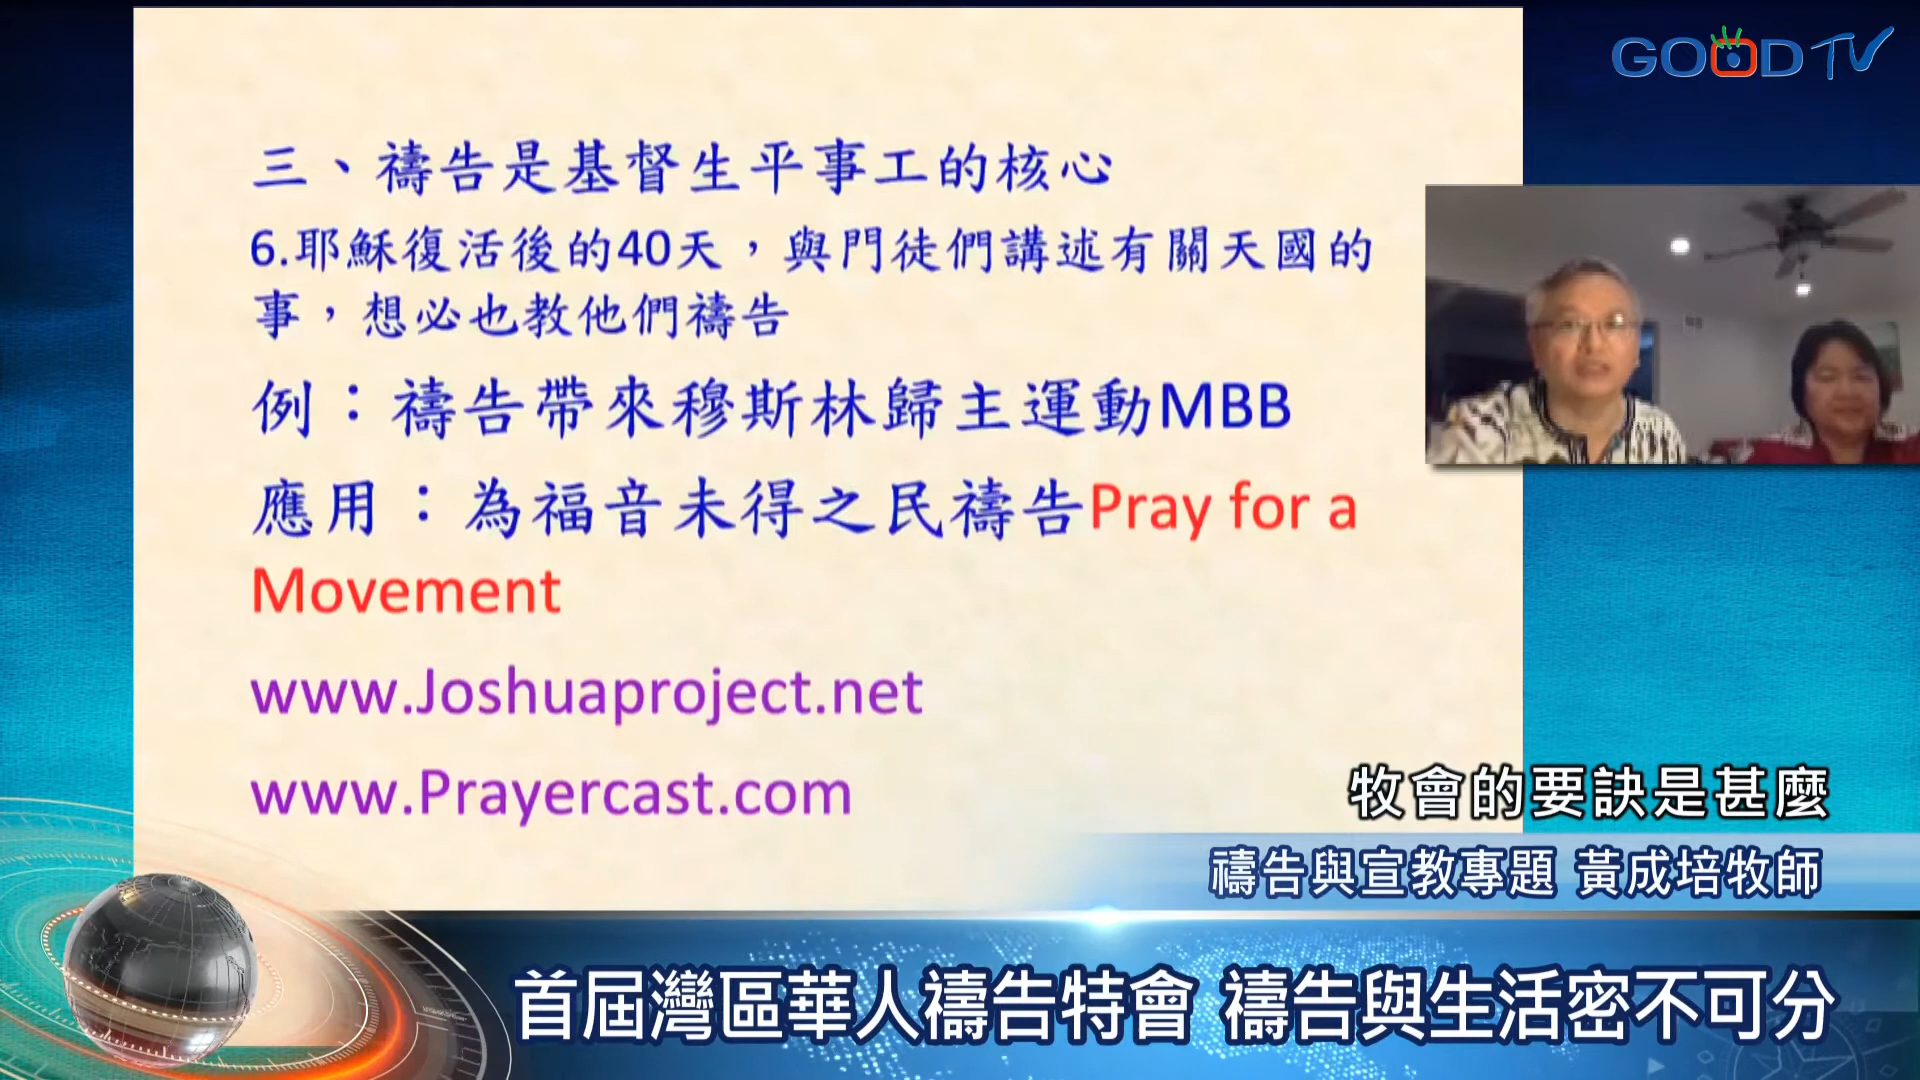 GOOD TV
三、禱告是基督生平事工的核心
6.耶穌復活後的40天，與門徒們講述有關天國的
事，想必也教他們禱告
例：禱告帶來穆斯林歸主運動MBB
應用：為福音未得之民禱告Pray for a
Movement
www.Joshuaproject.net
www.Prayercast.com
牧會的要訣是甚麼
禱告與宣教專題 黃成培牧師
首屆灣區華人禱告特會 禱告與生活密不可分